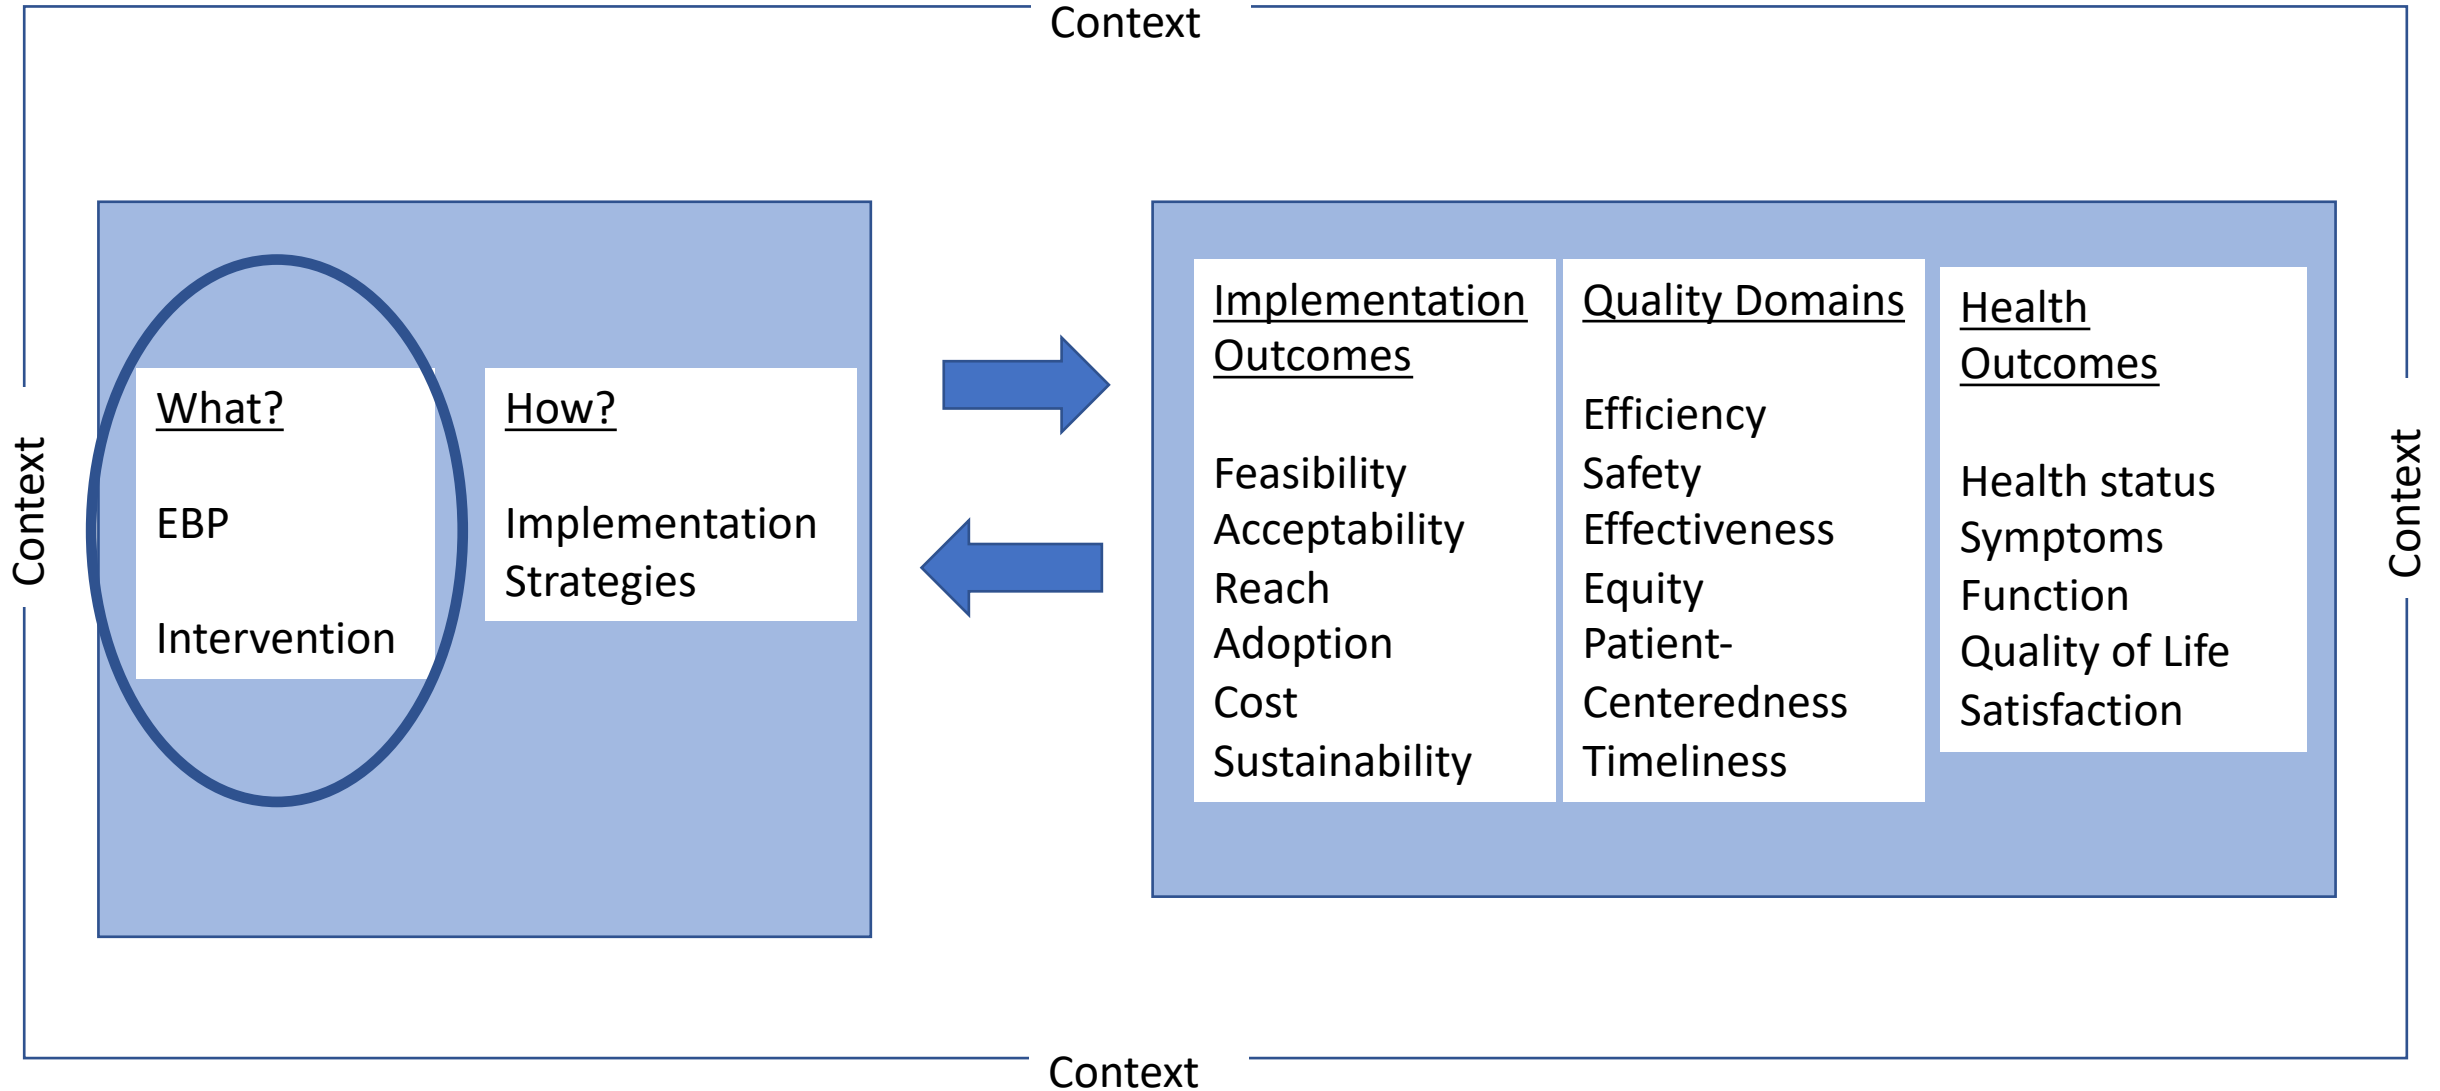 Context
Context
What?
EBP
Intervention
How?
Implementation
Strategies
Implementation
Outcomes
Feasibility
Acceptability
Reach
Adoption
Cost
Sustainability
Quality Domains
Efficiency
Safety
Effectiveness
Equity
Patient-
Centeredness
Timeliness
Health
Outcomes
Health status
Symptoms
Function
Quality of Life
Satisfaction
Context
Context